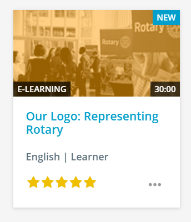 NEW
Rotary
E-LEARNING
30:00
Our Logo: Representing
Rotary
English | Learner